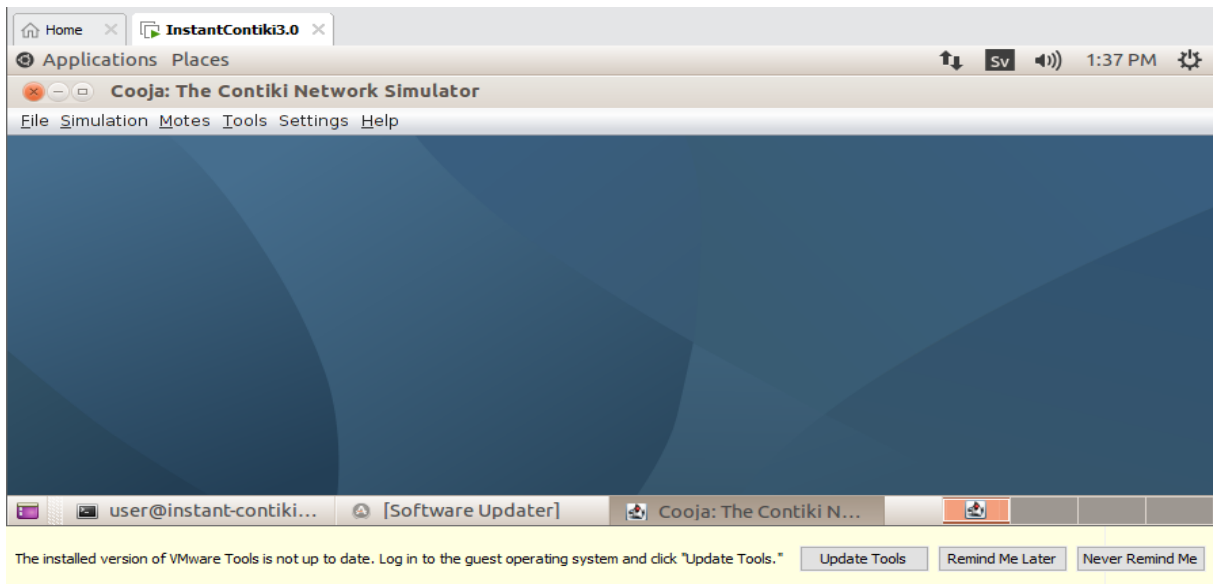 Home InstantContiki3.0
Applications Places Sv 1:37 PM
Cooja: The Contiki Network Simulator
File Simulation Motes Tools Settings Help
user@instant-contiki... [Software Updater] Cooja: The Contiki N...
The installed version of VMware Tools is not up to date. Log in to the guest operating system and click "Update Tools." Update Tools Remind Me Later Never Remind Me